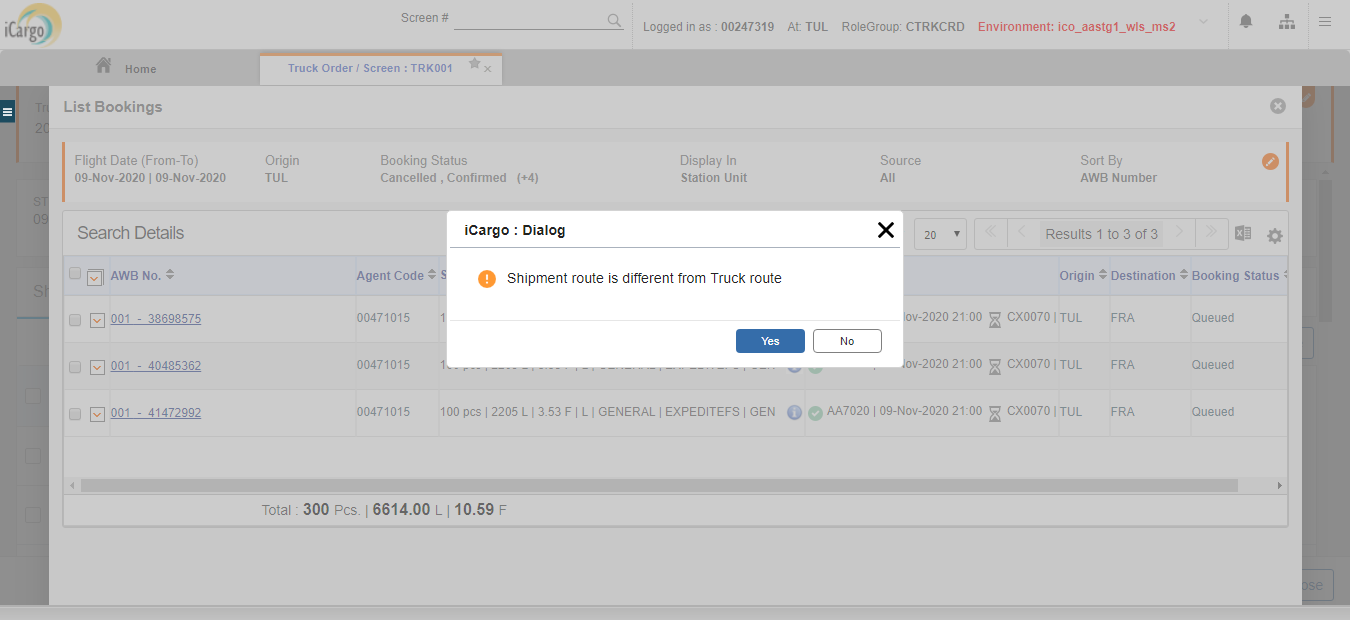 iCargo
Screen #
Logged in as : 00247319 At: TUL RoleGroup: CTRKCRD Environment: ico_aastg1_wls_ms2
Home
Truck Order / Screen : TRK001
List Bookings
Flight Date (From-To) Origin Booking Status Display In Source Sort By
09-Nov-2020 | 09-Nov-2020 TUL Cancelled , Confirmed (+4) Station Unit All AWB Number
Search Details
20
Results 1 to 3 of 3
iCargo : Dialog
Shipment route is different from Truck route
Yes No
AWB No. Agent Code S Origin Destination Booking Status
001 - 38698575 00471015 1 ov-2020 21:00 CX0070 | TUL FRA Queued
001 - 40485362 00471015 ov-2020 21:00 CX0070 | TUL FRA Queued
001 - 41472992 00471015 100 pcs | 2205 L | 3.53 F | L | GENERAL | EXPEDITEFS | GEN AA7020 | 09-Nov-2020 21:00 CX0070 | TUL FRA Queued
Total : 300 Pcs. | 6614.00 L | 10.59 F